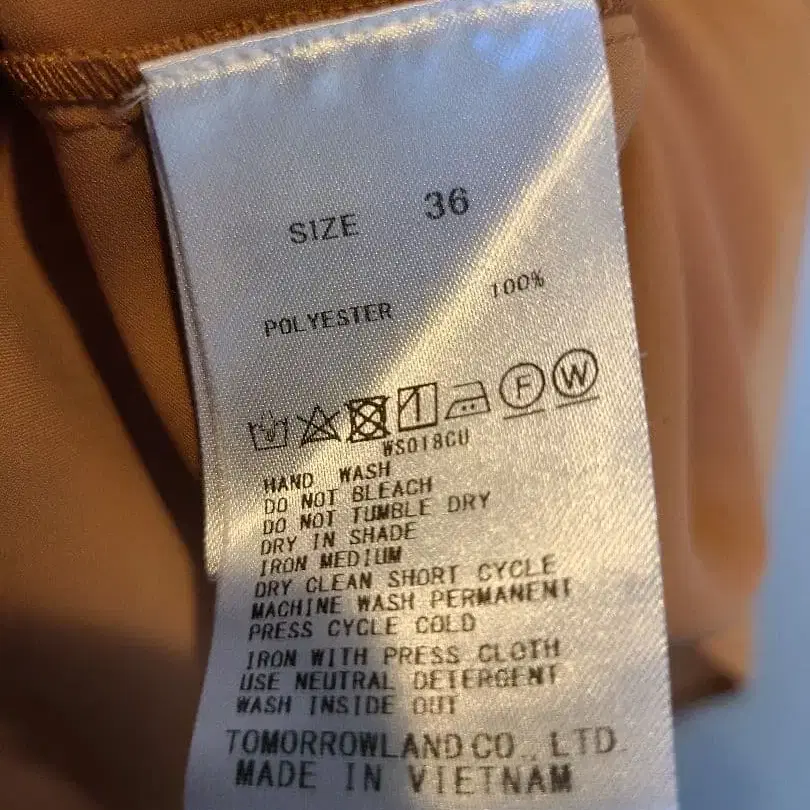 SIZE 36
POLYESTER 100%
F W
WS018CU
HAND WASH
DO NOT BLEACH
DO NOT TUMBLE DRY
DRY IN SHADE
IRON MEDIUM
DRY CLEAN SHORT CYCLE
MACHINE WASH PERMANENT
PRESS CYCLE COLD
IRON WITH PRESS CLOTH
USE NEUTRAL DETERGENT
WASH INSIDE OUT
TOMORROWLAND CO., LTD.
MADE IN VIETNAM